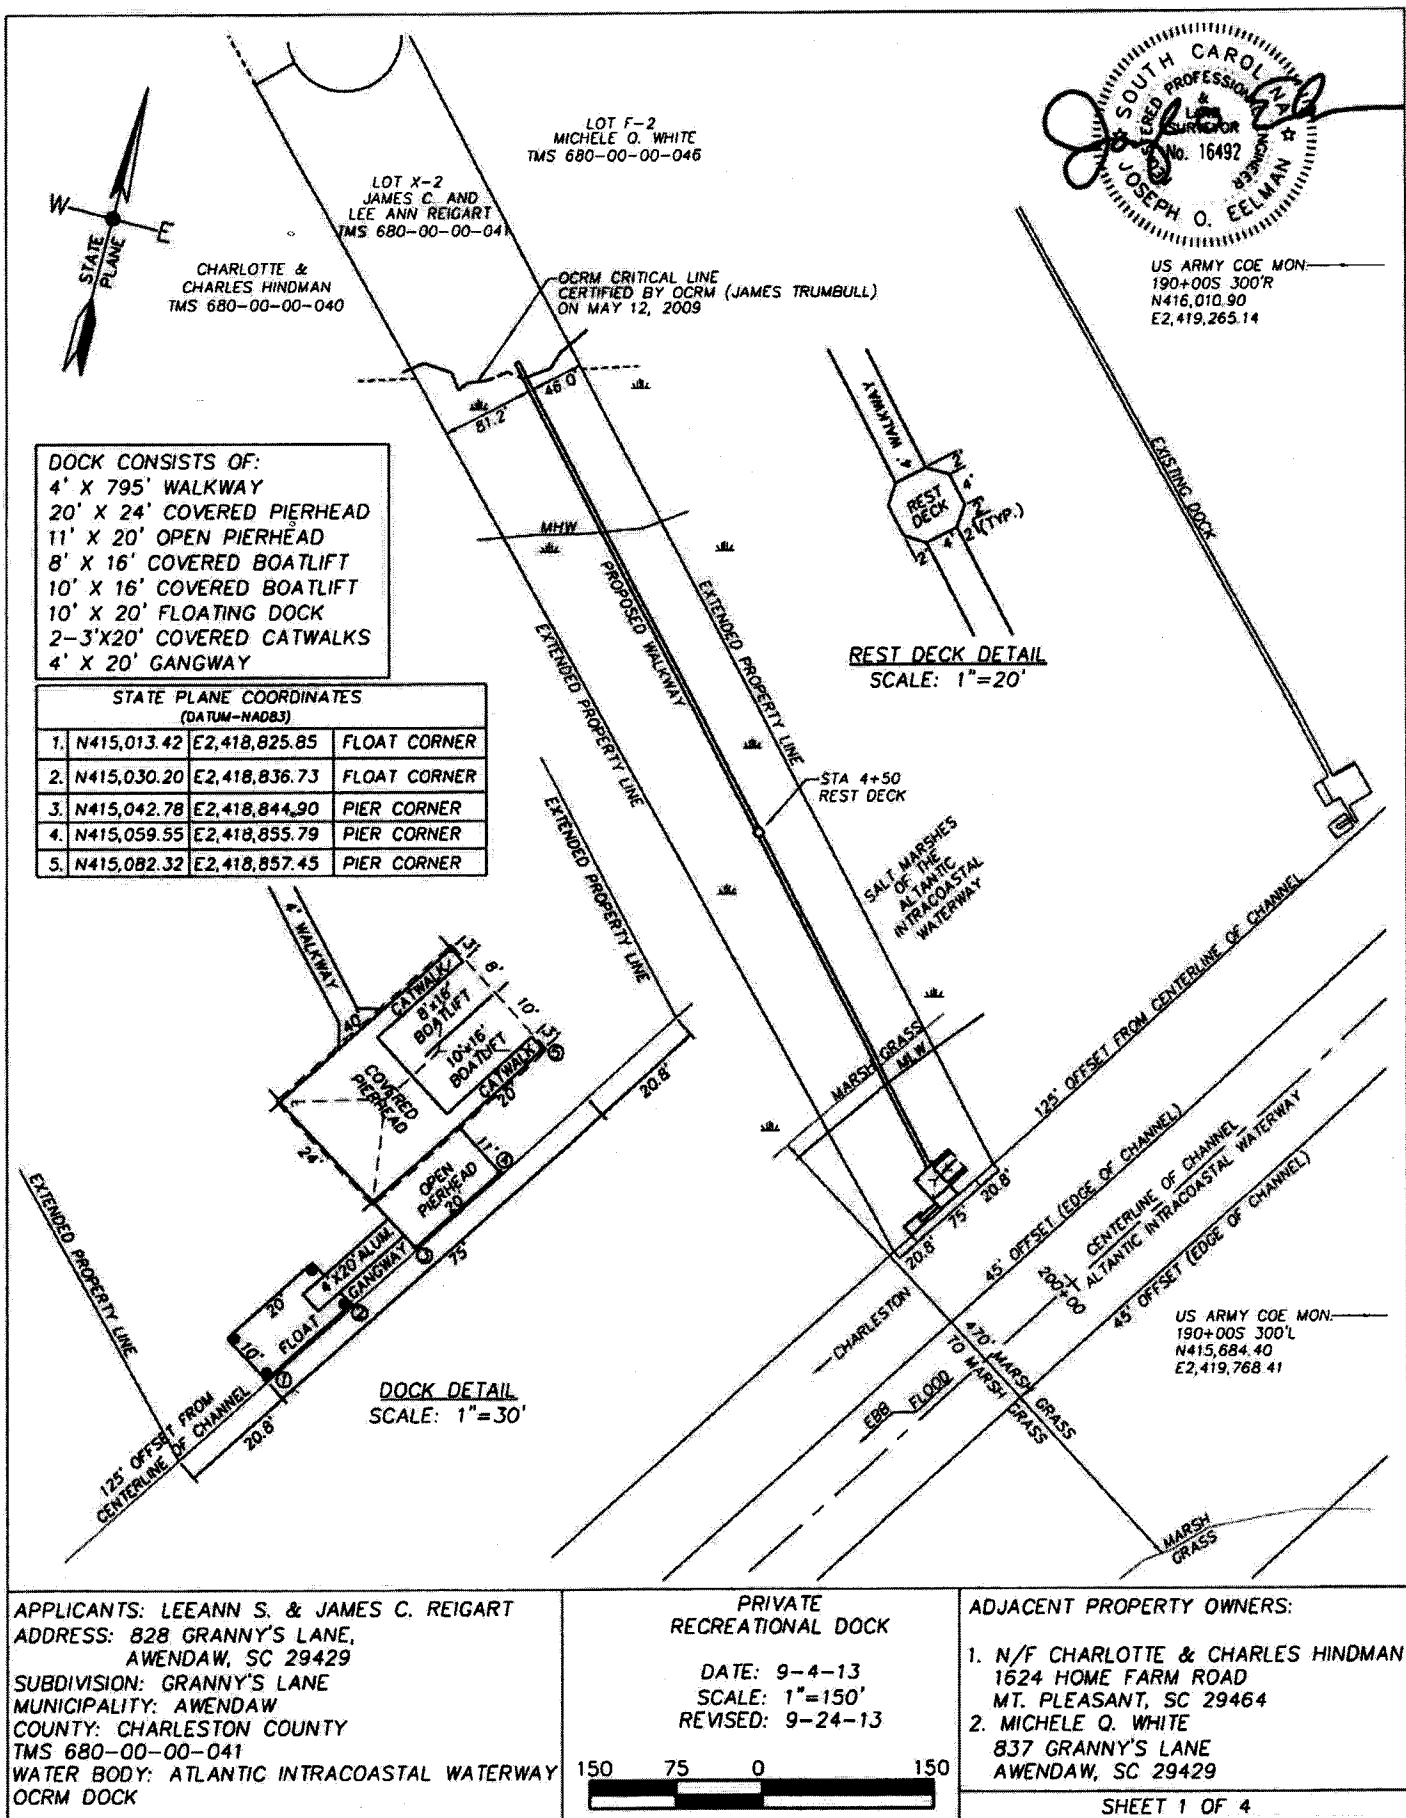 SOUTH CAROLINA
REGISTERED PROFESSIONAL ENGINEER
&
LAND
SURVEYOR
No. 16492
JOSEPH O. EELMAN
LOT F-2
MICHELE Q. WHITE
TMS 680-00-00-046
LOT X-2
JAMES C. AND
LEE ANN REIGART
TMS 680-00-00-041
W
E
STATE
PLANE
CHARLOTTE &
CHARLES HINDMAN
TMS 680-00-00-040
OCRM CRITICAL LINE
CERTIFIED BY OCRM (JAMES TRUMBULL)
ON MAY 12, 2009
US ARMY COE MON.
190+00S 300'R
N416,010.90
E2,419,265.14
81.2'
46.0'
4' WALKWAY
REST
DECK
2'
4'
2'
2'(TYP.)
4'
2'
REST DECK DETAIL
SCALE: 1"=20'
EXISTING DOCK
DOCK CONSISTS OF:
4' X 795' WALKWAY
20' X 24' COVERED PIERHEAD
11' X 20' OPEN PIERHEAD
8' X 16' COVERED BOATLIFT
10' X 16' COVERED BOATLIFT
10' X 20' FLOATING DOCK
2-3'X20' COVERED CATWALKS
4' X 20' GANGWAY
MHW
PROPOSED WALKWAY
EXTENDED PROPERTY LINE
EXTENDED PROPERTY LINE
STATE PLANE COORDINATES
(DATUM-NAD83)
1. N415,013.42 E2,418,825.85 FLOAT CORNER
2. N415,030.20 E2,418,836.73 FLOAT CORNER
3. N415,042.78 E2,418,844.90 PIER CORNER
4. N415,059.55 E2,418,855.79 PIER CORNER
5. N415,082.32 E2,418,857.45 PIER CORNER
STA 4+50
REST DECK
SALT MARSHES
OF THE
ALTANTIC
INTRACOASTAL
WATERWAY
EXTENDED PROPERTY LINE
4' WALKWAY
40'
CATWALK
3'
8'
10'
3'
8'x16'
BOATLIFT
10'x16'
BOATLIFT
CATWALK
20'
5
COVERED
PIERHEAD
24'
11'
4
OPEN
PIERHEAD
20'
3
75'
20.8'
4'X20' ALUM.
GANGWAY
20'
10'
FLOAT
2
1
20.8'
EXTENDED PROPERTY LINE
125' OFFSET FROM
CENTERLINE OF CHANNEL
DOCK DETAIL
SCALE: 1"=30'
MARSH GRASS
MLW
125' OFFSET FROM CENTERLINE OF CHANNEL
20.8'
75'
20.8'
45' OFFSET (EDGE OF CHANNEL)
CENTERLINE OF CHANNEL
ALTANTIC INTRACOASTAL WATERWAY
200+00
45' OFFSET (EDGE OF CHANNEL)
CHARLESTON
EBB
FLOOD
470' MARSH GRASS
TO MARSH GRASS
US ARMY COE MON.
190+00S 300'L
N415,684.40
E2,419,768.41
MARSH
GRASS
APPLICANTS: LEEANN S. & JAMES C. REIGART
ADDRESS: 828 GRANNY'S LANE,
AWENDAW, SC 29429
SUBDIVISION: GRANNY'S LANE
MUNICIPALITY: AWENDAW
COUNTY: CHARLESTON COUNTY
TMS 680-00-00-041
WATER BODY: ATLANTIC INTRACOASTAL WATERWAY
OCRM DOCK
PRIVATE
RECREATIONAL DOCK
DATE: 9-4-13
SCALE: 1"=150'
REVISED: 9-24-13
150 75 0 150
ADJACENT PROPERTY OWNERS:
1. N/F CHARLOTTE & CHARLES HINDMAN
1624 HOME FARM ROAD
MT. PLEASANT, SC 29464
2. MICHELE Q. WHITE
837 GRANNY'S LANE
AWENDAW, SC 29429
SHEET 1 OF 4